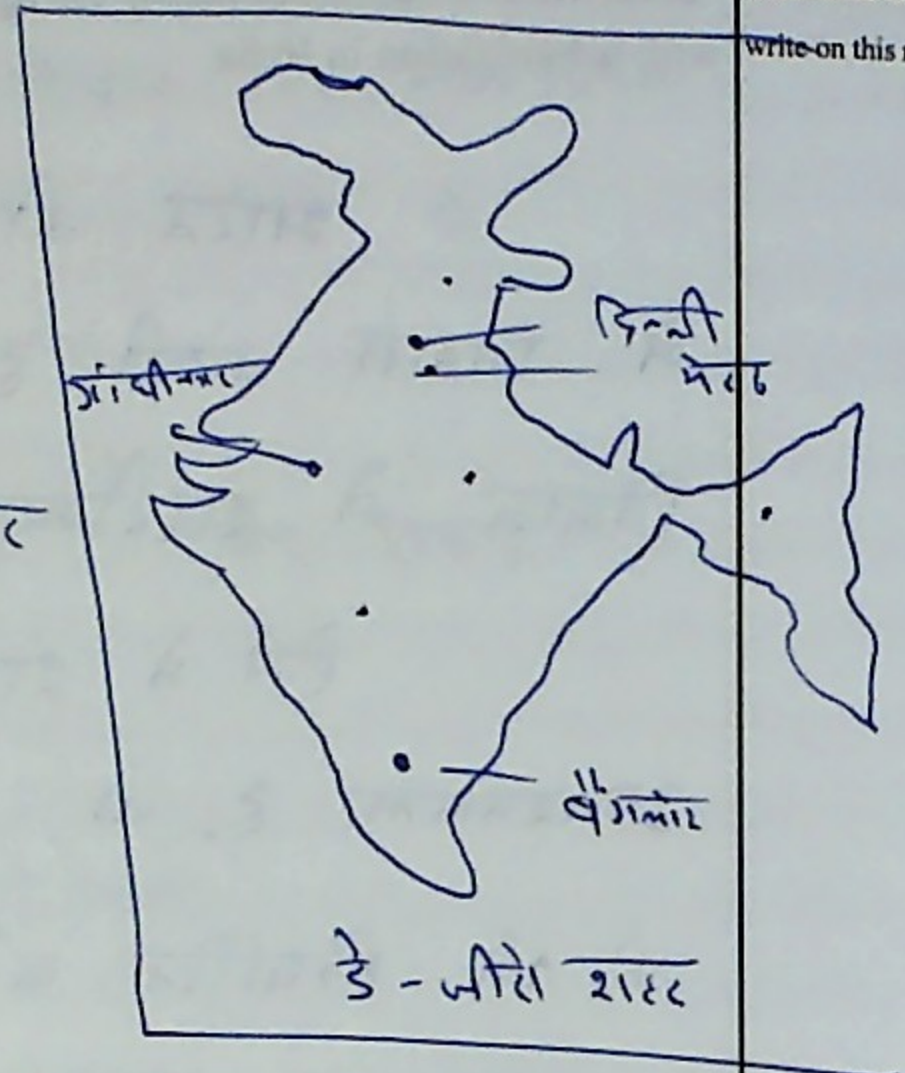 write on this
दिल्ली
मेरठ
गांधीनगर
बैंगलोर
डे-जीरो शहर